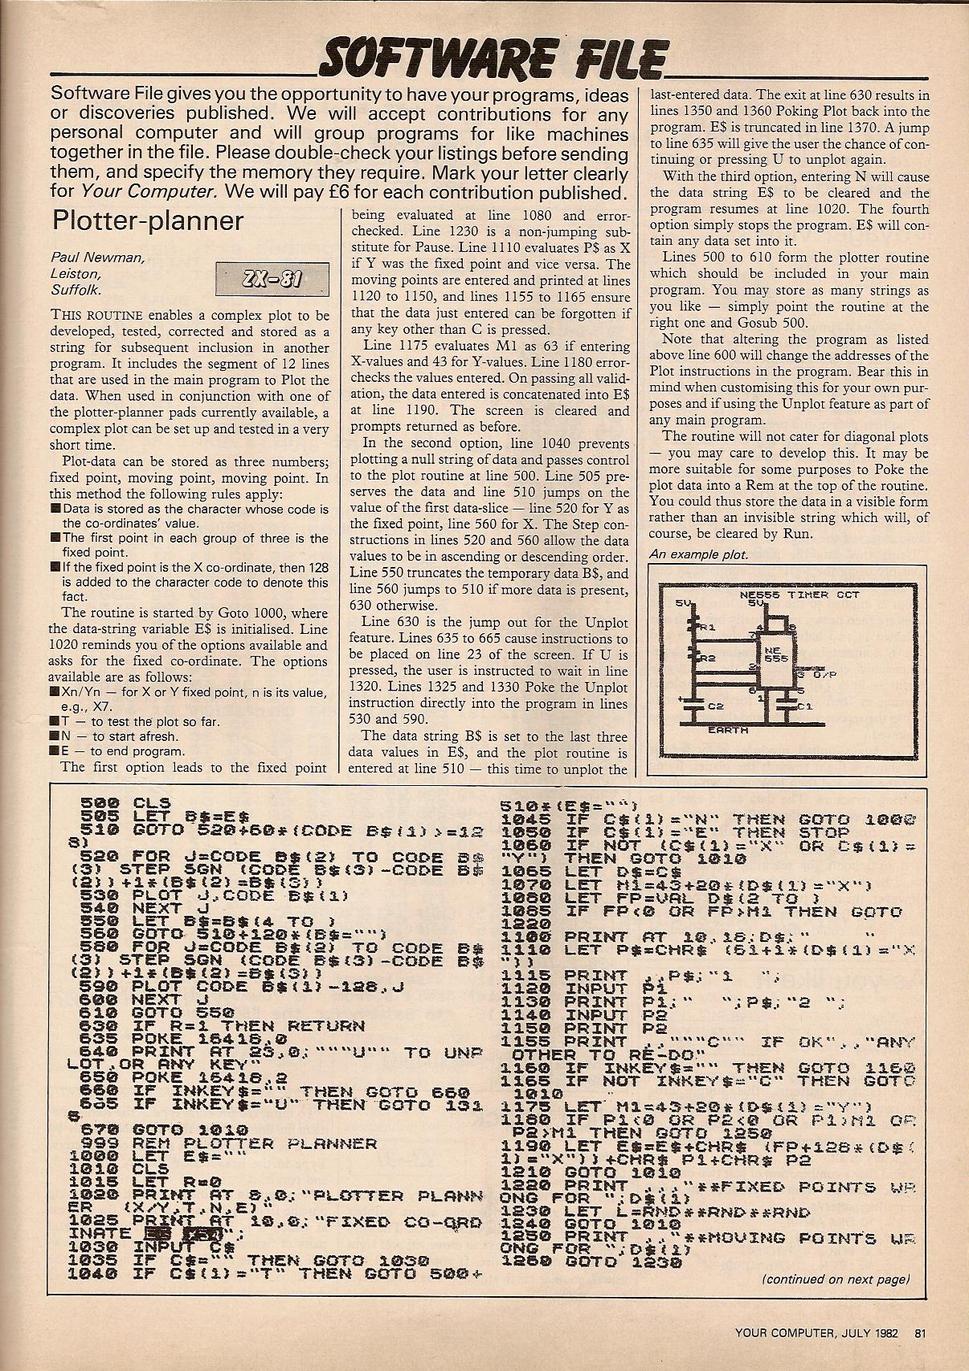 SOFTWARE FILE
Software File gives you the opportunity to have your programs, ideas
or discoveries published. We will accept contributions for any
personal computer and will group programs for like machines
together in the file. Please double-check your listings before sending
them, and specify the memory they require. Mark your letter clearly
for Your Computer. We will pay £6 for each contribution published.
Plotter-planner
Paul Newman,
Leiston,
Suffolk.
ZX-81
THIS ROUTINE enables a complex plot to be
developed, tested, corrected and stored as a
string for subsequent inclusion in another
program. It includes the segment of 12 lines
that are used in the main program to Plot the
data. When used in conjunction with one of
the plotter-planner pads currently available, a
complex plot can be set up and tested in a very
short time.
Plot-data can be stored as three numbers;
fixed point, moving point, moving point. In
this method the following rules apply:
■Data is stored as the character whose code is
the co-ordinates' value.
■The first point in each group of three is the
fixed point.
■If the fixed point is the X co-ordinate, then 128
is added to the character code to denote this
fact.
The routine is started by Goto 1000, where
the data-string variable E$ is initialised. Line
1020 reminds you of the options available and
asks for the fixed co-ordinate. The options
available are as follows:
■Xn/Yn — for X or Y fixed point, n is its value,
e.g., X7.
■T — to test the plot so far.
■N — to start afresh.
■E — to end program.
The first option leads to the fixed point
being evaluated at line 1080 and error-
checked. Line 1230 is a non-jumping sub-
stitute for Pause. Line 1110 evaluates P$ as X
if Y was the fixed point and vice versa. The
moving points are entered and printed at lines
1120 to 1150, and lines 1155 to 1165 ensure
that the data just entered can be forgotten if
any key other than C is pressed.
Line 1175 evaluates M1 as 63 if entering
X-values and 43 for Y-values. Line 1180 error-
checks the values entered. On passing all valid-
ation, the data entered is concatenated into E$
at line 1190. The screen is cleared and
prompts returned as before.
In the second option, line 1040 prevents
plotting a null string of data and passes control
to the plot routine at line 500. Line 505 pre-
serves the data and line 510 jumps on the
value of the first data-slice — line 520 for Y as
the fixed point, line 560 for X. The Step con-
structions in lines 520 and 560 allow the data
values to be in ascending or descending order.
Line 550 truncates the temporary data B$, and
line 560 jumps to 510 if more data is present,
630 otherwise.
Line 630 is the jump out for the Unplot
feature. Lines 635 to 665 cause instructions to
be placed on line 23 of the screen. If U is
pressed, the user is instructed to wait in line
1320. Lines 1325 and 1330 Poke the Unplot
instruction directly into the program in lines
530 and 590.
The data string B$ is set to the last three
data values in E$, and the plot routine is
entered at line 510 — this time to unplot the
last-entered data. The exit at line 630 results in
lines 1350 and 1360 Poking Plot back into the
program. E$ is truncated in line 1370. A jump
to line 635 will give the user the chance of con-
tinuing or pressing U to unplot again.
With the third option, entering N will cause
the data string E$ to be cleared and the
program resumes at line 1020. The fourth
option simply stops the program. E$ will con-
tain any data set into it.
Lines 500 to 610 form the plotter routine
which should be included in your main
program. You may store as many strings as
you like — simply point the routine at the
right one and Gosub 500.
Note that altering the program as listed
above line 600 will change the addresses of the
Plot instructions in the program. Bear this in
mind when customising this for your own pur-
poses and if using the Unplot feature as part of
any main program.
The routine will not cater for diagonal plots
— you may care to develop this. It may be
more suitable for some purposes to Poke the
plot data into a Rem at the top of the routine.
You could thus store the data in a visible form
rather than an invisible string which will, of
course, be cleared by Run.
An example plot.
NE555 TIMER CCT
5V 5V
R1
R2
NE
555
3 O/P
C2
C1
EARTH
500 CLS
505 LET B$=E$
510 GOTO 520+60*(CODE B$(1)>=12
8)
520 FOR J=CODE B$(2) TO CODE B$
(3) STEP SGN (CODE B$(3)-CODE B$
(2))+1*(B$(2)=B$(3))
530 PLOT J,CODE B$(1)
540 NEXT J
550 LET B$=B$(4 TO )
560 GOTO 510+120*(B$="")
580 FOR J=CODE B$(2) TO CODE B$
(3) STEP SGN (CODE B$(3)-CODE B$
(2))+1*(B$(2)=B$(3))
590 PLOT CODE B$(1)-128,J
600 NEXT J
610 GOTO 550
630 IF R=1 THEN RETURN
635 POKE 16418,0
640 PRINT AT 23,0;"""U"" TO UNP
LOT,OR ANY KEY"
650 POKE 16418,2
660 IF INKEY$="" THEN GOTO 660
665 IF INKEY$="U" THEN GOTO 131
5
670 GOTO 1010
999 REM PLOTTER PLANNER
1000 LET E$=""
1010 CLS
1015 LET R=0
1020 PRINT AT 8,0;"PLOTTER PLANN
ER (X/Y,T,N,E)"
1025 PRINT AT 10,0;"FIXED CO-ORD
INATE
1030 INPUT C$
1035 IF C$="" THEN GOTO 1030
1040 IF C$(1)="T" THEN GOTO 500+
510*(E$="")
1045 IF C$(1)="N" THEN GOTO 1000
1050 IF C$(1)="E" THEN STOP
1060 IF NOT (C$(1)="X" OR C$(1)=
"Y") THEN GOTO 1010
1065 LET D$=C$
1070 LET M1=43+20*(D$(1)="X")
1080 LET FP=VAL D$(2 TO )
1085 IF FP<0 OR FP>M1 THEN GOTO
1220
1100 PRINT AT 10,16;D$;"     "
1110 LET P$=CHR$ (61+1*(D$(1)="X
"))
1115 PRINT ,,P$;"1  ";
1120 INPUT P1
1130 PRINT P1;"  ";P$;"2 ";
1140 INPUT P2
1150 PRINT P2
1155 PRINT ,,"""C"" IF OK",,"ANY
OTHER TO RE-DO"
1160 IF INKEY$="" THEN GOTO 1160
1165 IF NOT INKEY$="C" THEN GOTO
1010
1175 LET M1=43+20*(D$(1)="Y")
1180 IF P1<0 OR P2<0 OR P1>M1 OR
P2>M1 THEN GOTO 1250
1190 LET E$=E$+CHR$ (FP+128*(D$(
1)="X"))+CHR$ P1+CHR$ P2
1210 GOTO 1010
1220 PRINT ,,,"**FIXED POINTS WR
ONG FOR ";D$(1)
1230 LET L=RND**RND**RND
1240 GOTO 1010
1250 PRINT ,,,"**MOVING POINTS WR
ONG FOR ";D$(1)
1260 GOTO 1230
(continued on next page)
YOUR COMPUTER, JULY 1982 81